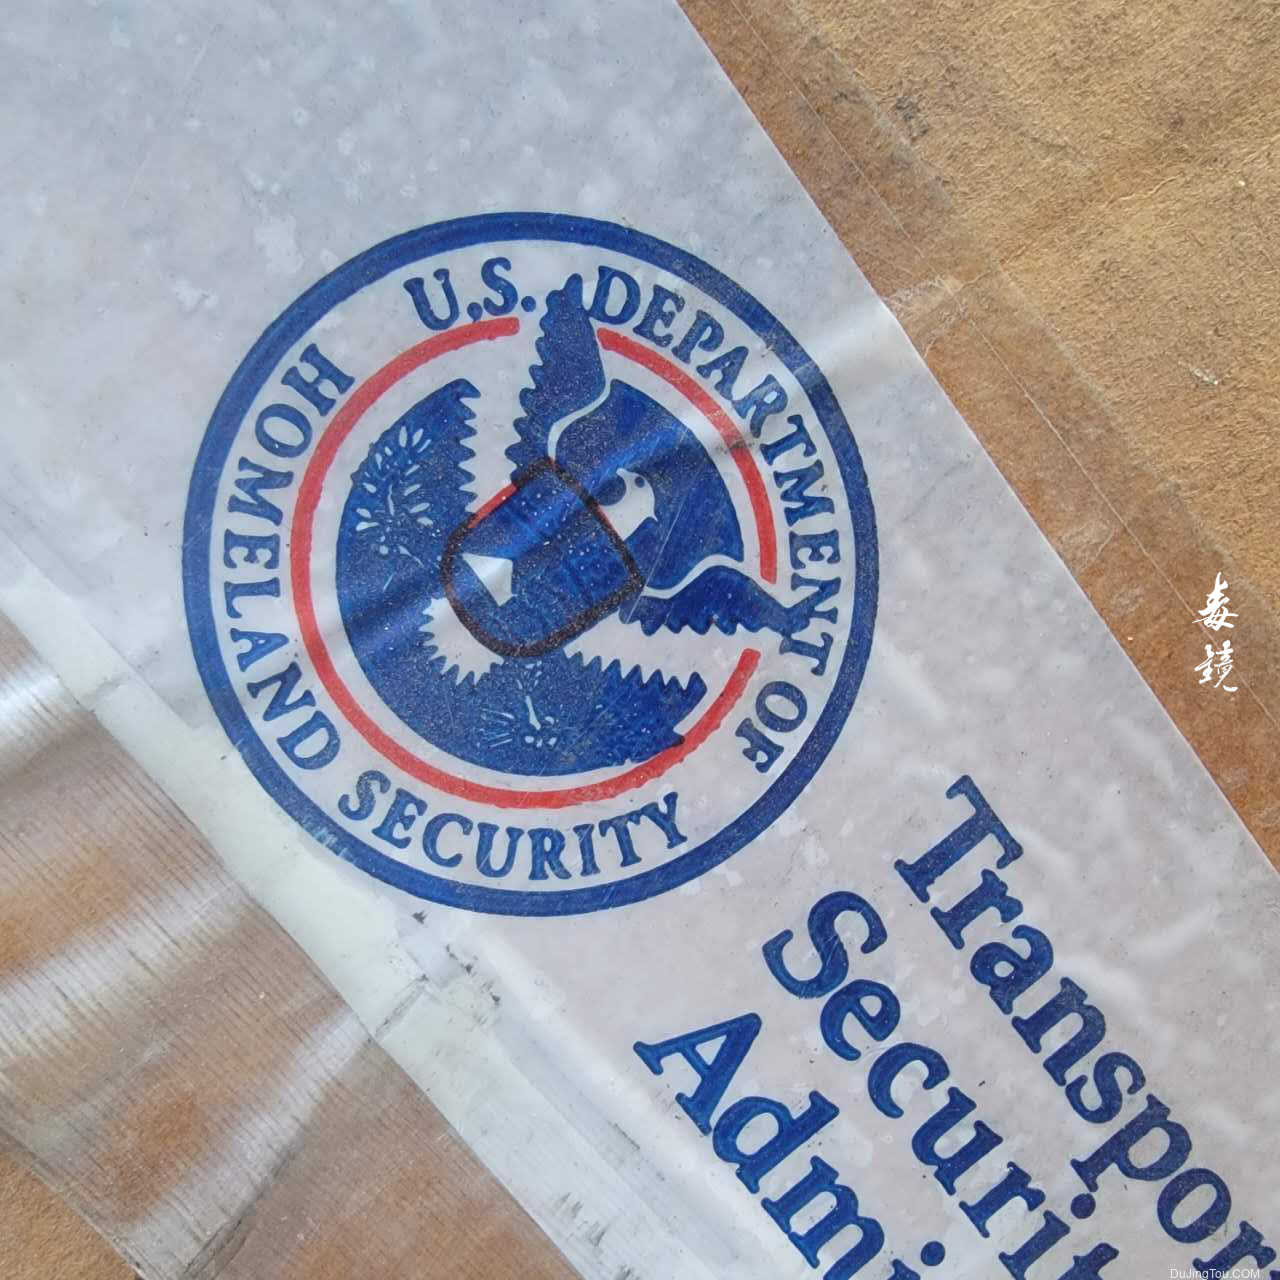 U.S. DEPARTMENT OF
HOMELAND SECURITY
Transpor
Securit
Admi
毒镜
DuJingTou.COM